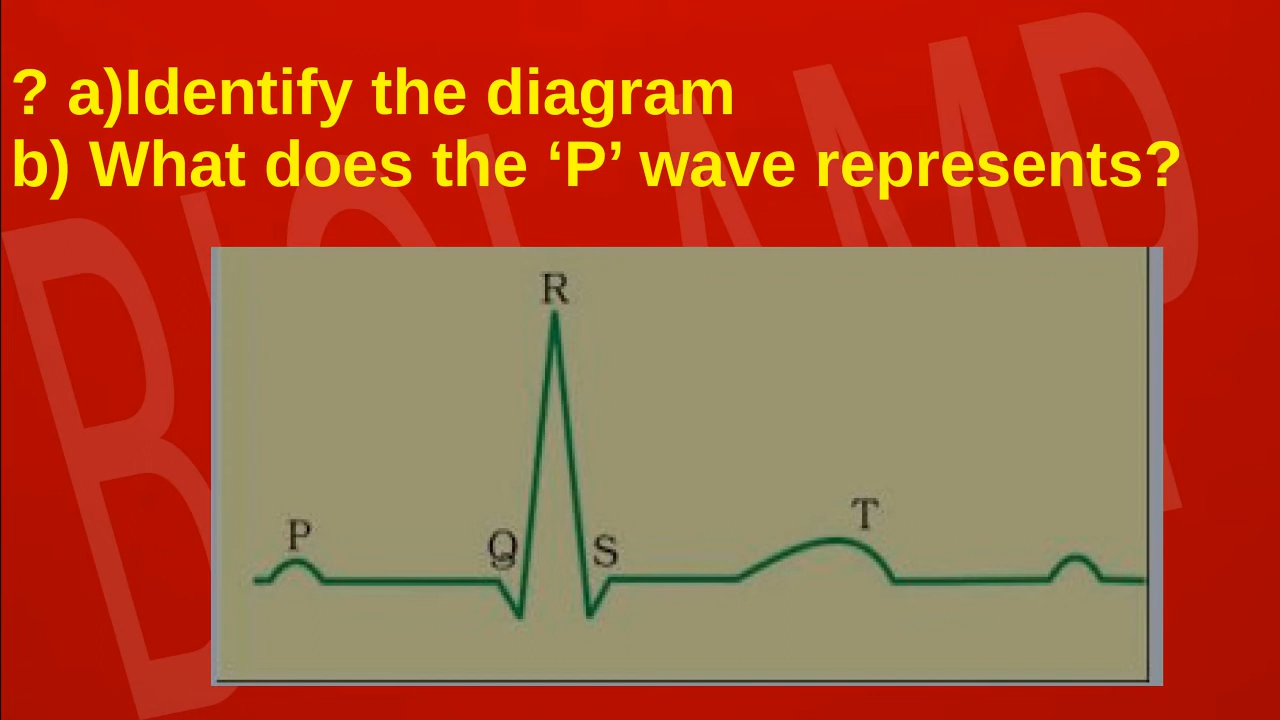 ? a)Identify the diagram
b) What does the ‘P’ wave represents?
R
P
Q
S
T